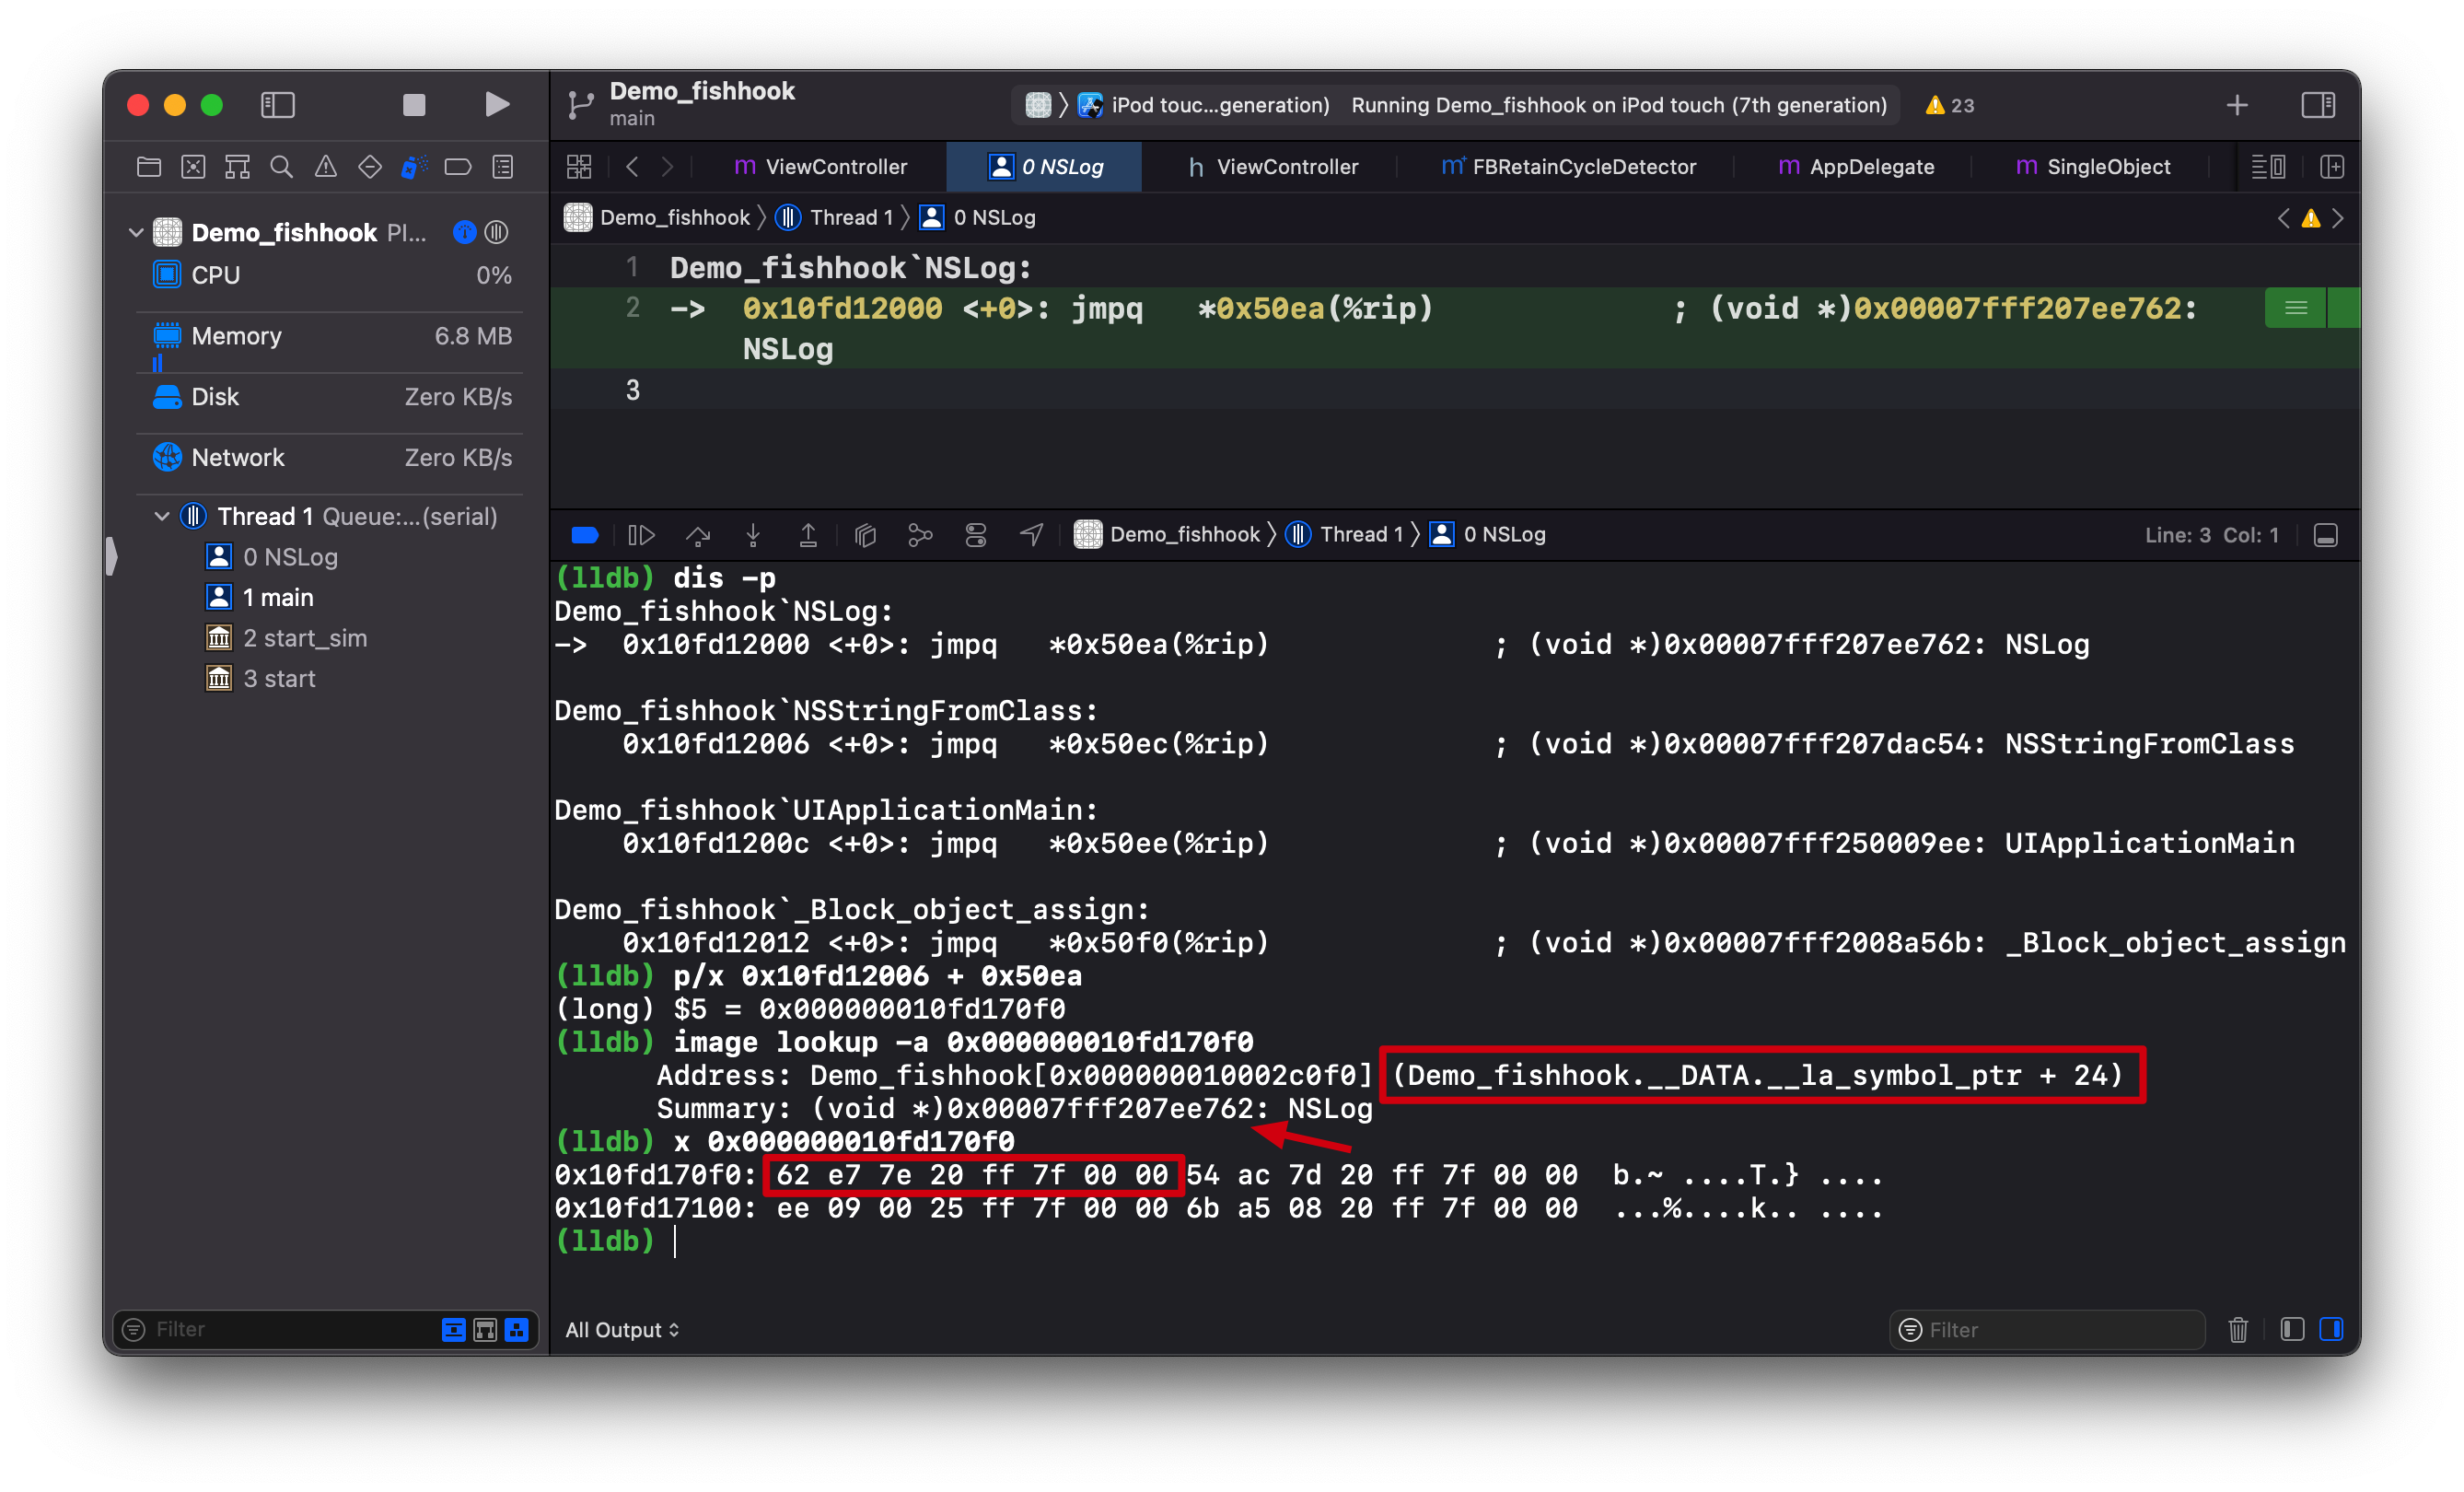 Demo_fishhook
main
iPod touc...generation) Running Demo_fishhook on iPod touch (7th generation) 23
ViewController 0 NSLog h ViewController m FBRetainCycleDetector m AppDelegate m SingleObject
Demo_fishhook Thread 1 0 NSLog
Demo_fishhook PI...
CPU 0%
Memory 6.8 MB
Disk Zero KB/s
Network Zero KB/s
Thread 1 Queue:...(serial)
0 NSLog
1 main
2 start_sim
3 start
Filter
1 Demo_fishhook`NSLog:
2 -> 0x10fd12000 <+0>: jmpq *0x50ea(%rip) ; (void *)0x00007fff207ee762:
NSLog
3
Demo_fishhook Thread 1 0 NSLog Line: 3 Col: 1
(lldb) dis -p
Demo_fishhook`NSLog:
-> 0x10fd12000 <+0>: jmpq *0x50ea(%rip) ; (void *)0x00007fff207ee762: NSLog
Demo_fishhook`NSStringFromClass:
0x10fd12006 <+0>: jmpq *0x50ec(%rip) ; (void *)0x00007fff207dac54: NSStringFromClass
Demo_fishhook`UIApplicationMain:
0x10fd1200c <+0>: jmpq *0x50ee(%rip) ; (void *)0x00007fff250009ee: UIApplicationMain
Demo_fishhook`_Block_object_assign:
0x10fd12012 <+0>: jmpq *0x50f0(%rip) ; (void *)0x00007fff2008a56b: _Block_object_assign
(lldb) p/x 0x10fd12006 + 0x50ea
(long) $5 = 0x000000010fd170f0
(lldb) image lookup -a 0x000000010fd170f0
Address: Demo_fishhook[0x000000010002c0f0] (Demo_fishhook.__DATA.__la_symbol_ptr + 24)
Summary: (void *)0x00007fff207ee762: NSLog
(lldb) x 0x000000010fd170f0
0x10fd170f0: 62 e7 7e 20 ff 7f 00 00 54 ac 7d 20 ff 7f 00 00 b.~ ....T.} ....
0x10fd17100: ee 09 00 25 ff 7f 00 00 6b a5 08 20 ff 7f 00 00 ...%....k.. ....
(lldb)
All Output Filter